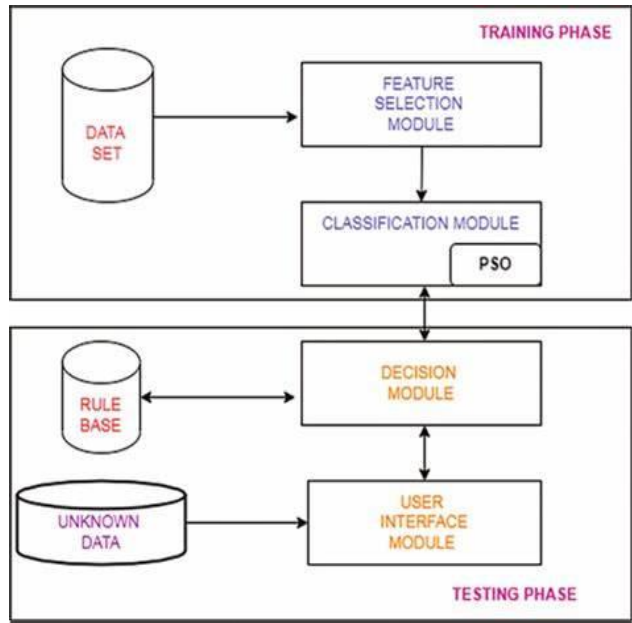 TRAINING PHASE
FEATURE
SELECTION
MODULE
DATA
SET
CLASSIFICATION MODULE
PSO
DECISION
MODULE
RULE
BASE
USER
INTERFACE
MODULE
UNKNOWN
DATA
TESTING PHASE